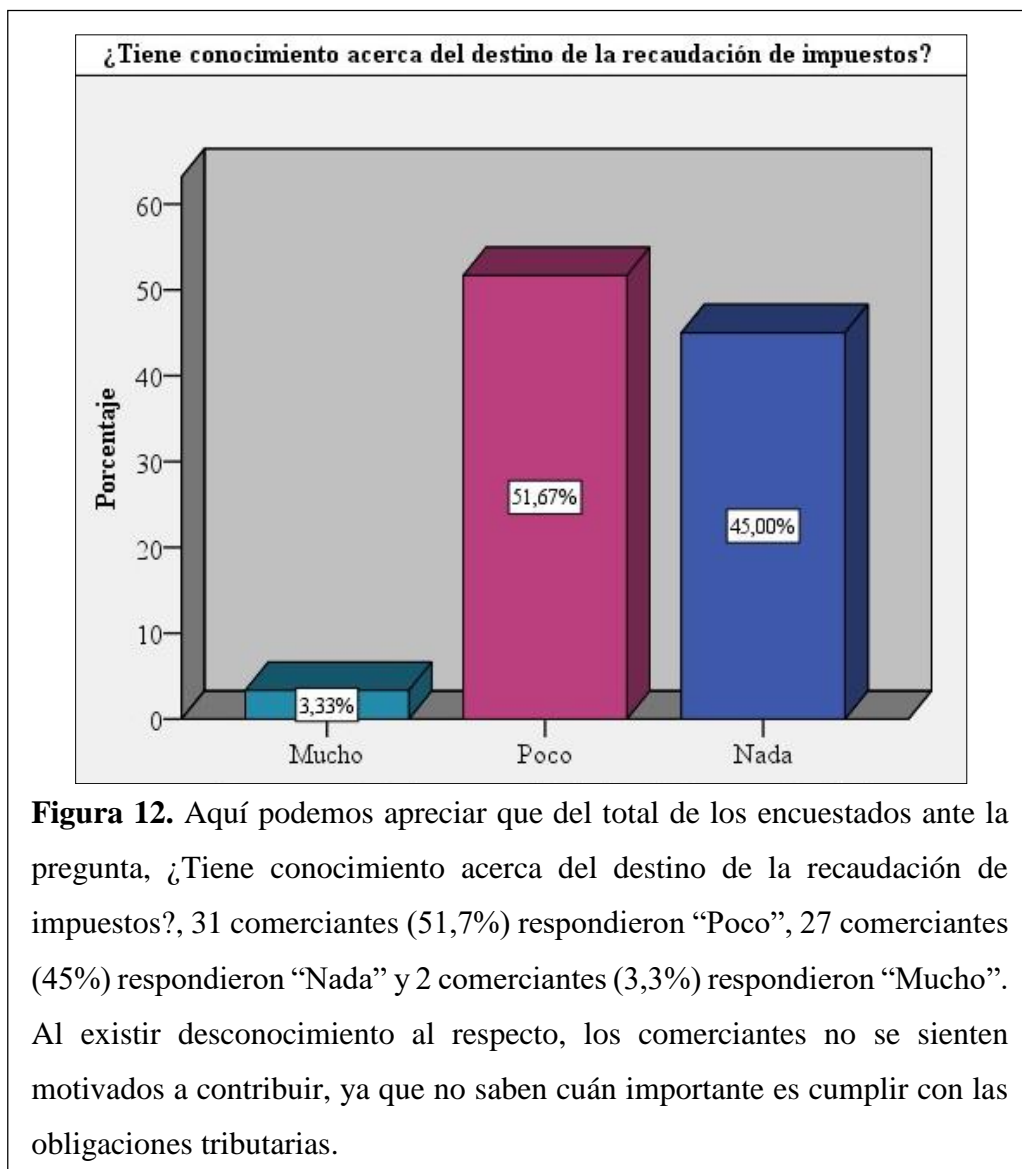 ¿Tiene conocimiento acerca del destino de la recaudación de impuestos?
60
50
40
30
20
10
0
Porcentaje
3,33%
51,67%
45,00%
Mucho
Poco
Nada
Figura 12. Aquí podemos apreciar que del total de los encuestados ante la
pregunta, ¿Tiene conocimiento acerca del destino de la recaudación de
impuestos?, 31 comerciantes (51,7%) respondieron “Poco”, 27 comerciantes
(45%) respondieron “Nada” y 2 comerciantes (3,3%) respondieron “Mucho”.
Al existir desconocimiento al respecto, los comerciantes no se sienten
motivados a contribuir, ya que no saben cuán importante es cumplir con las
obligaciones tributarias.